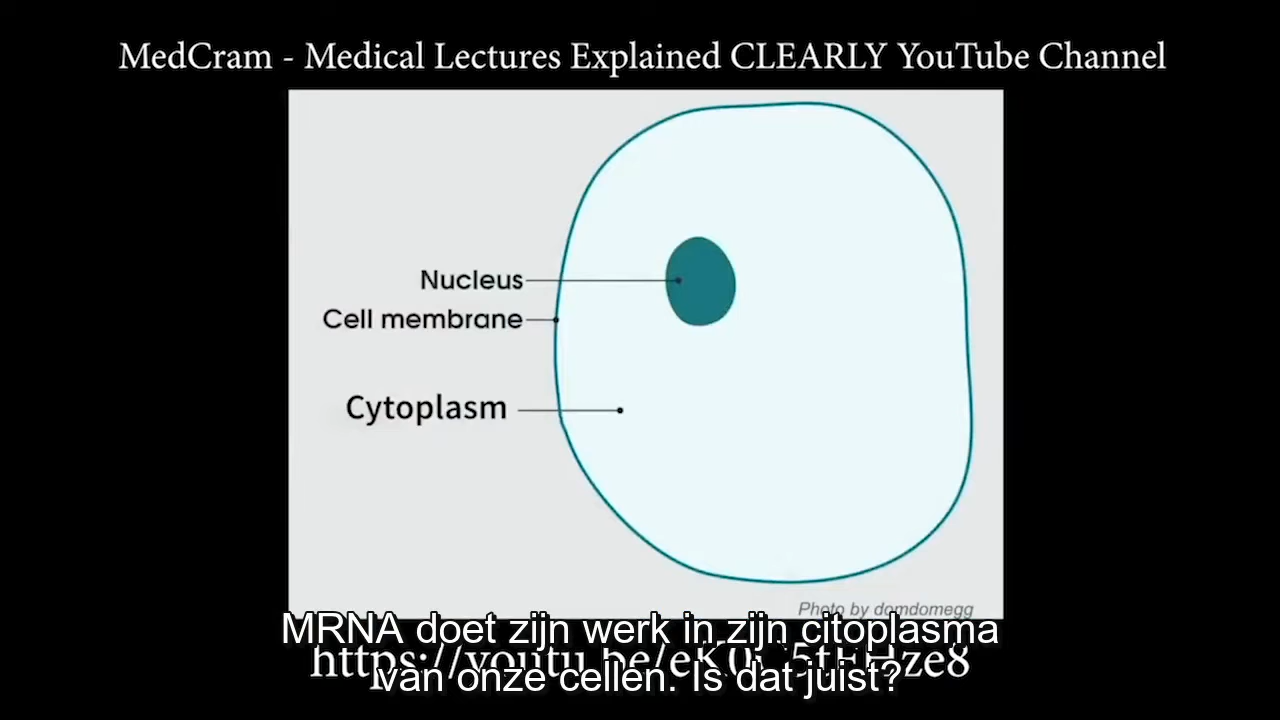 MedCram - Medical Lectures Explained CLEARLY YouTube Channel
Nucleus
Cell membrane
Cytoplasm
Photo by domdomegg
MRNA doet zijn werk in zijn citoplasma
van onze cellen. Is dat juist?